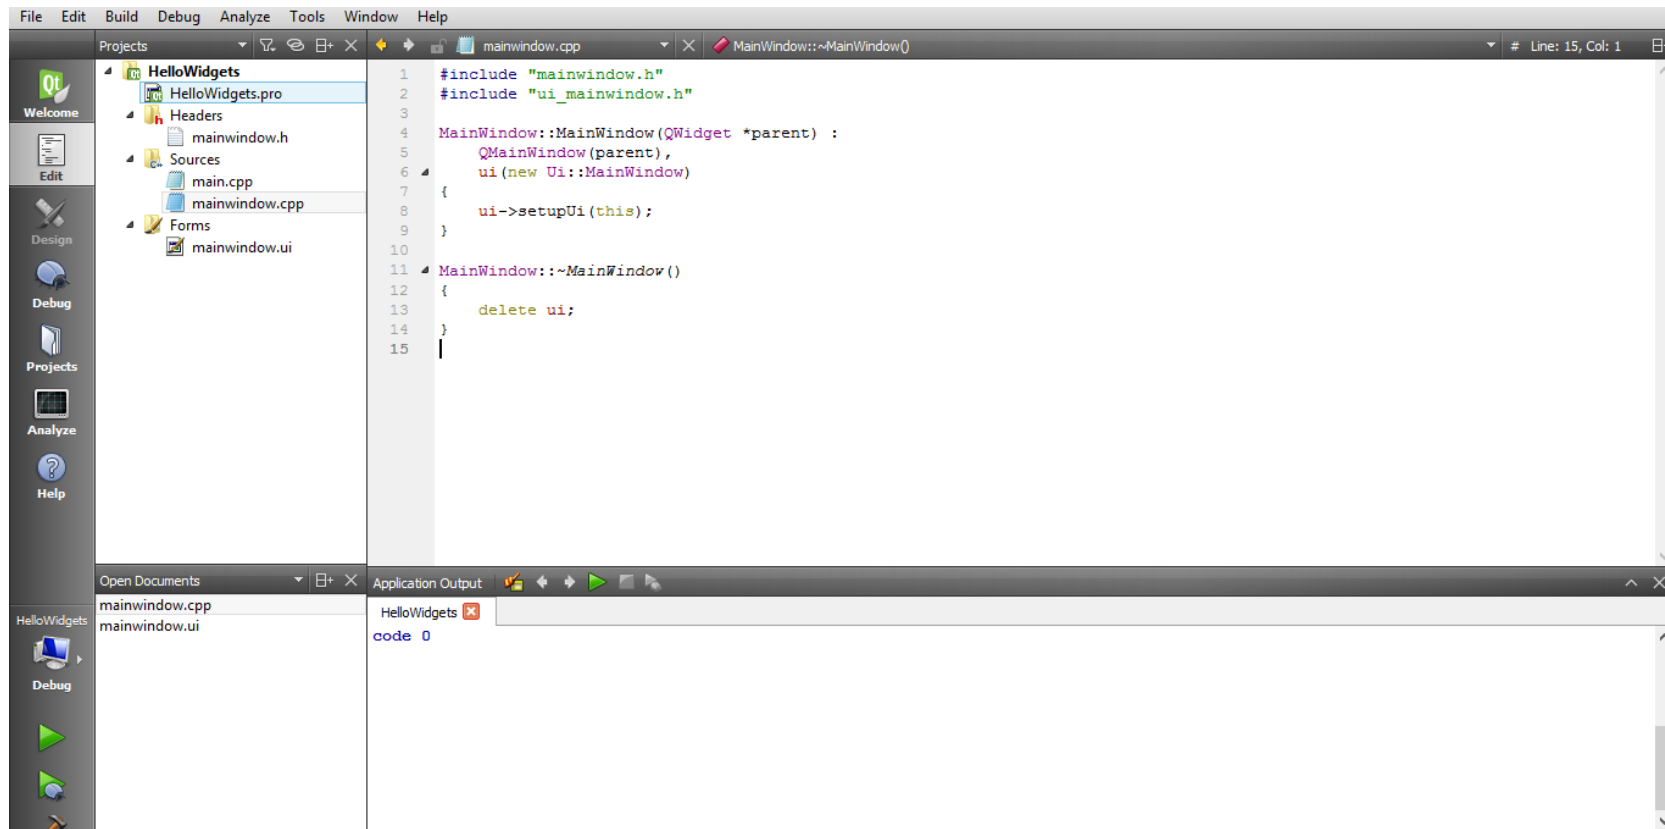 File Edit Build Debug Analyze Tools Window Help
Projects
mainwindow.cpp
MainWindow::~MainWindow()
# Line: 15, Col: 1
Welcome
Edit
Design
Debug
Projects
Analyze
Help
HelloWidgets
Debug
HelloWidgets
HelloWidgets.pro
Headers
mainwindow.h
Sources
main.cpp
mainwindow.cpp
Forms
mainwindow.ui
1 #include "mainwindow.h"
2 #include "ui_mainwindow.h"
3
4 MainWindow::MainWindow(QWidget *parent) :
5 QMainWindow(parent),
6 ui(new Ui::MainWindow)
7 {
8 ui->setupUi(this);
9 }
10
11 MainWindow::~MainWindow()
12 {
13 delete ui;
14 }
15
Open Documents
mainwindow.cpp
mainwindow.ui
Application Output
HelloWidgets
code 0